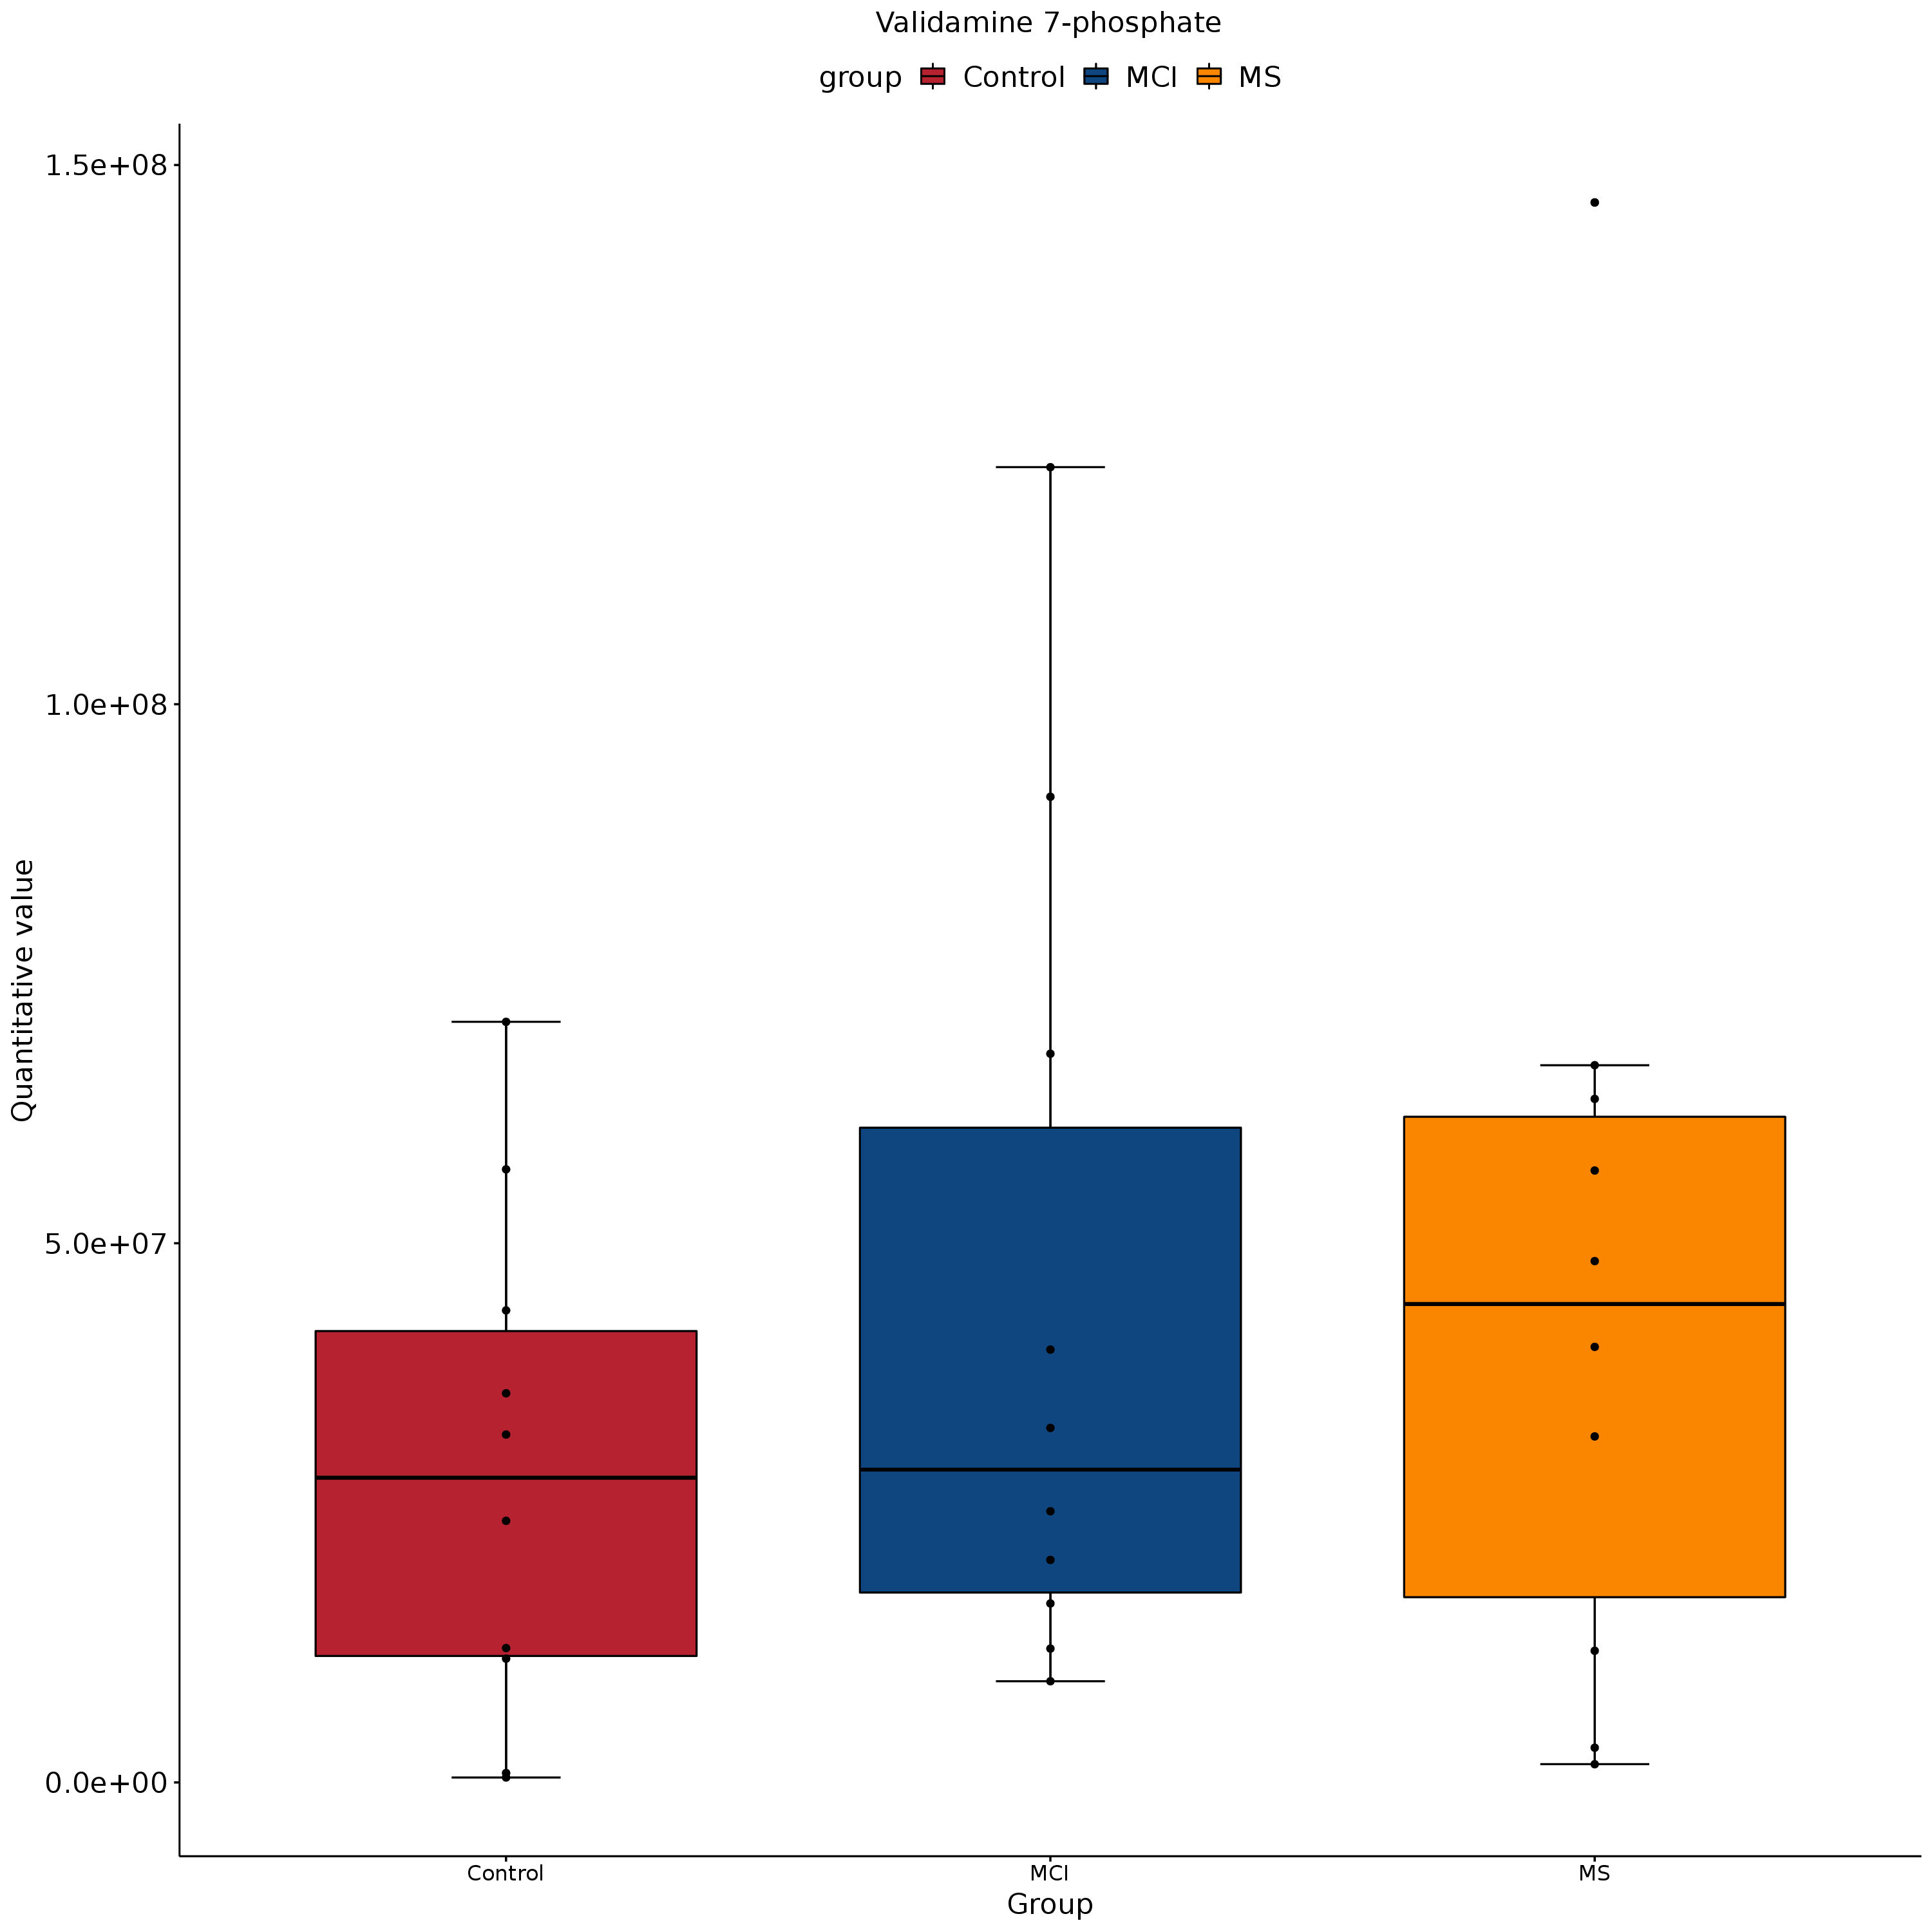 Validamine 7-phosphate
group Control MCI MS
1.5e+08
1.0e+08
5.0e+07
0.0e+00
Quantitative value
Control MCI MS
Group